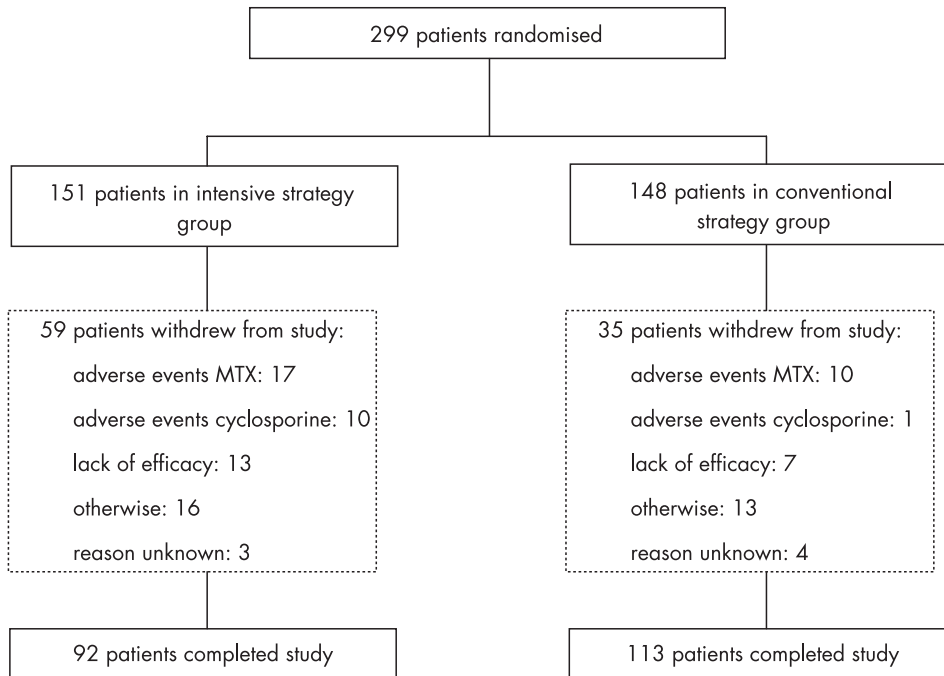 299 patients randomised
151 patients in intensive strategy
group
148 patients in conventional
strategy group
59 patients withdrew from study:
adverse events MTX: 17
adverse events cyclosporine: 10
lack of efficacy: 13
otherwise: 16
reason unknown: 3
35 patients withdrew from study:
adverse events MTX: 10
adverse events cyclosporine: 1
lack of efficacy: 7
otherwise: 13
reason unknown: 4
92 patients completed study
113 patients completed study